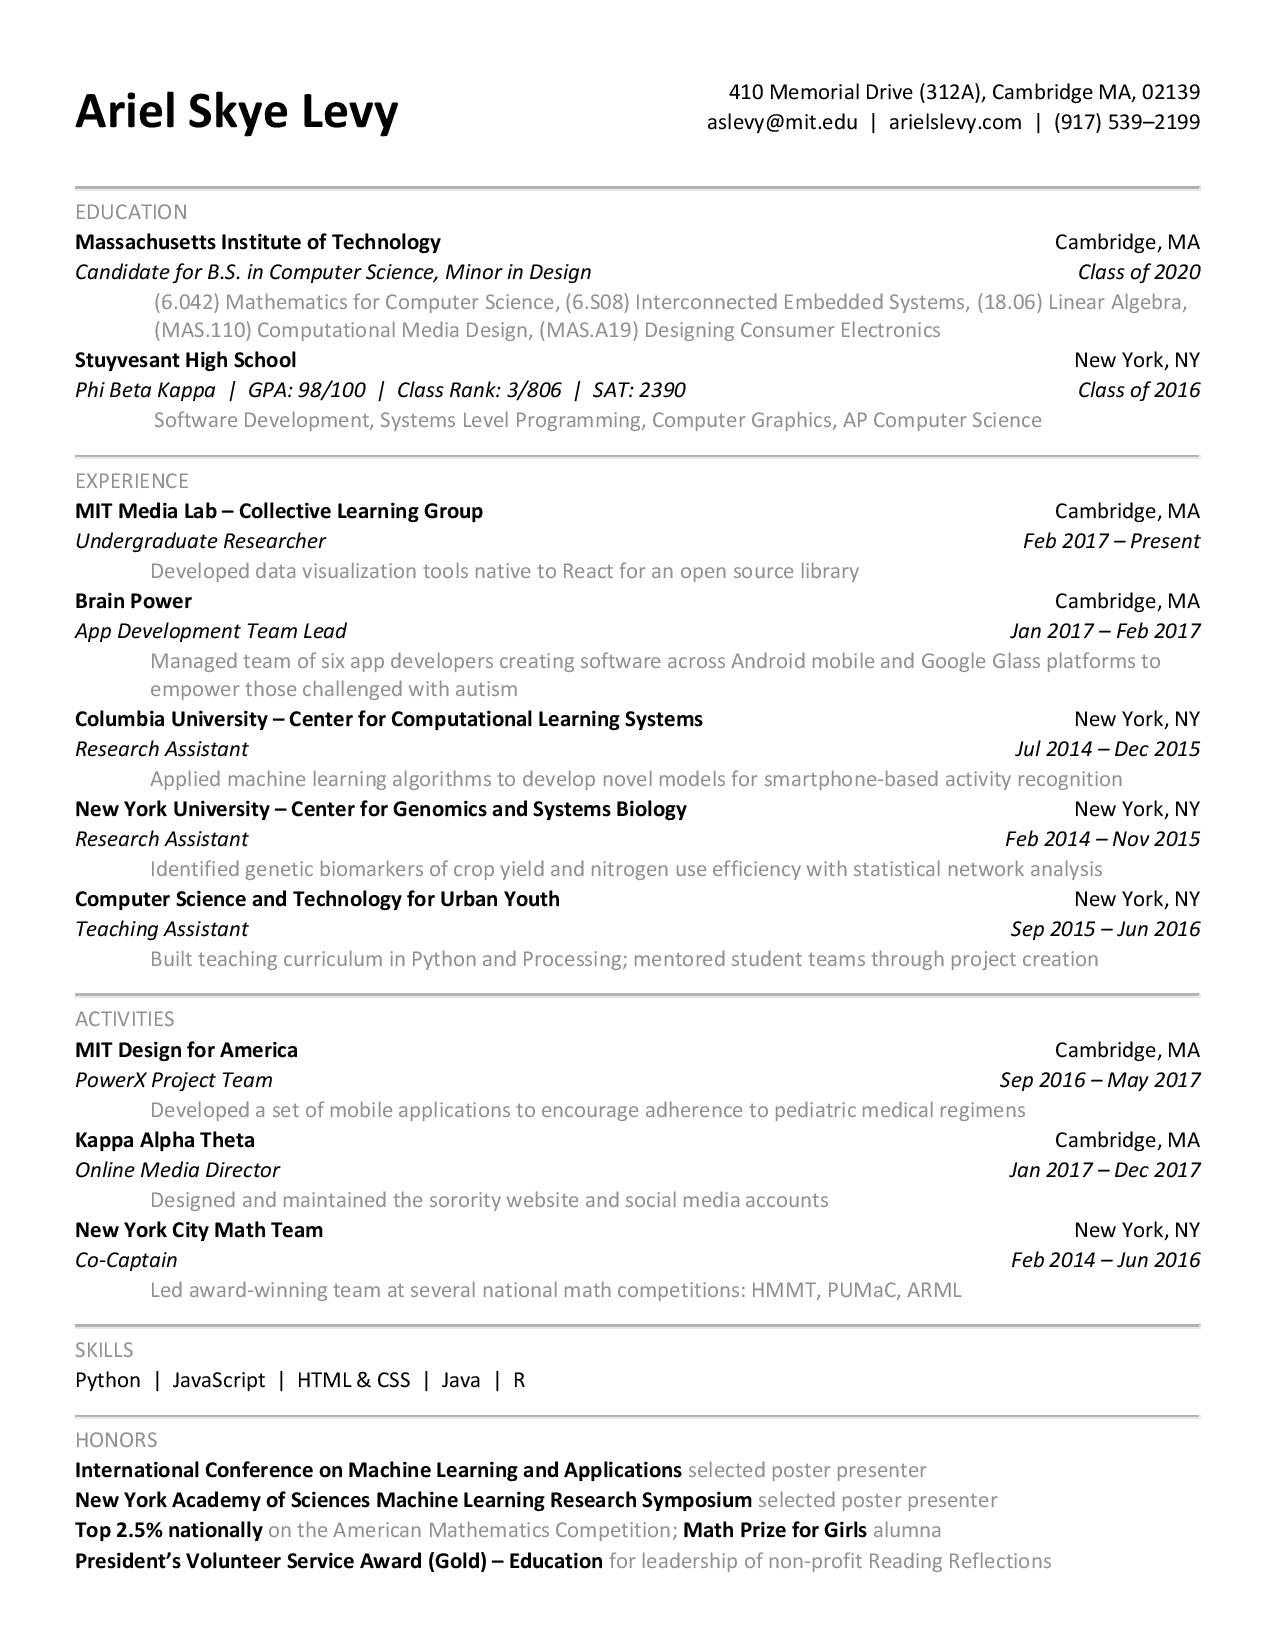 Ariel Skye Levy
410 Memorial Drive (312A), Cambridge MA, 02139
aslevy@mit.edu | arielslevy.com | (917) 539–2199
EDUCATION
Massachusetts Institute of Technology Cambridge, MA
Candidate for B.S. in Computer Science, Minor in Design Class of 2020
(6.042) Mathematics for Computer Science, (6.S08) Interconnected Embedded Systems, (18.06) Linear Algebra,
(MAS.110) Computational Media Design, (MAS.A19) Designing Consumer Electronics
Stuyvesant High School New York, NY
Phi Beta Kappa | GPA: 98/100 | Class Rank: 3/806 | SAT: 2390 Class of 2016
Software Development, Systems Level Programming, Computer Graphics, AP Computer Science
EXPERIENCE
MIT Media Lab – Collective Learning Group Cambridge, MA
Undergraduate Researcher Feb 2017 – Present
Developed data visualization tools native to React for an open source library
Brain Power Cambridge, MA
App Development Team Lead Jan 2017 – Feb 2017
Managed team of six app developers creating software across Android mobile and Google Glass platforms to
empower those challenged with autism
Columbia University – Center for Computational Learning Systems New York, NY
Research Assistant Jul 2014 – Dec 2015
Applied machine learning algorithms to develop novel models for smartphone-based activity recognition
New York University – Center for Genomics and Systems Biology New York, NY
Research Assistant Feb 2014 – Nov 2015
Identified genetic biomarkers of crop yield and nitrogen use efficiency with statistical network analysis
Computer Science and Technology for Urban Youth New York, NY
Teaching Assistant Sep 2015 – Jun 2016
Built teaching curriculum in Python and Processing; mentored student teams through project creation
ACTIVITIES
MIT Design for America Cambridge, MA
PowerX Project Team Sep 2016 – May 2017
Developed a set of mobile applications to encourage adherence to pediatric medical regimens
Kappa Alpha Theta Cambridge, MA
Online Media Director Jan 2017 – Dec 2017
Designed and maintained the sorority website and social media accounts
New York City Math Team New York, NY
Co-Captain Feb 2014 – Jun 2016
Led award-winning team at several national math competitions: HMMT, PUMaC, ARML
SKILLS
Python | JavaScript | HTML & CSS | Java | R
HONORS
International Conference on Machine Learning and Applications selected poster presenter
New York Academy of Sciences Machine Learning Research Symposium selected poster presenter
Top 2.5% nationally on the American Mathematics Competition; Math Prize for Girls alumna
President’s Volunteer Service Award (Gold) – Education for leadership of non-profit Reading Reflections